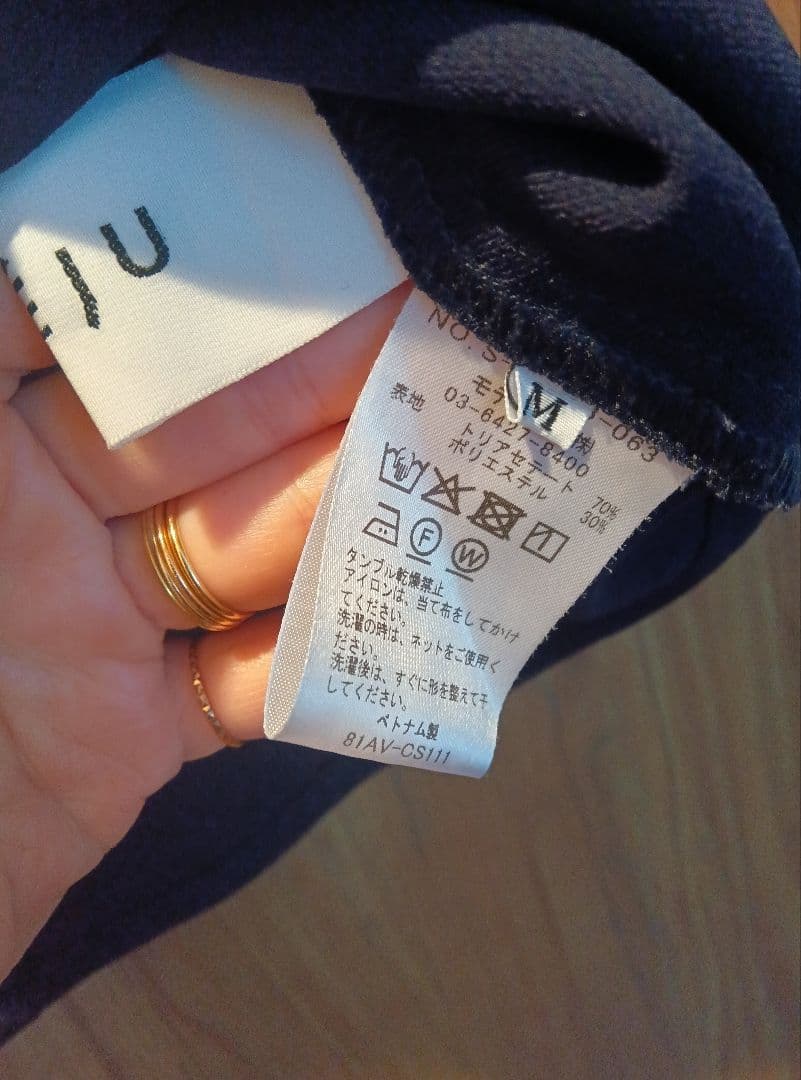 JU
M
NO.S-
-063
モデ
㈱
03-6427-8400
表地
トリアセテート 70%
ポリエステル 30%
F W
タンブル乾燥禁止
アイロンは、当て布をしてかけ
てください。
洗濯の時は、ネットをご使用く
ださい。
洗濯後は、すぐに形を整えて干
してください。
ベトナム製
81AV-CS111